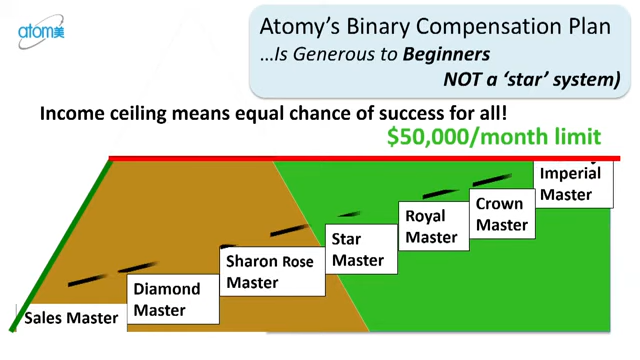 atom美
Atomy's Binary Compensation Plan
...Is Generous to Beginners
NOT a 'star' system)
Income ceiling means equal chance of success for all!
$50,000/month limit
Imperial
Master
Crown
Master
Royal
Master
Star
Master
Sharon Rose
Master
Diamond
Master
Sales Master